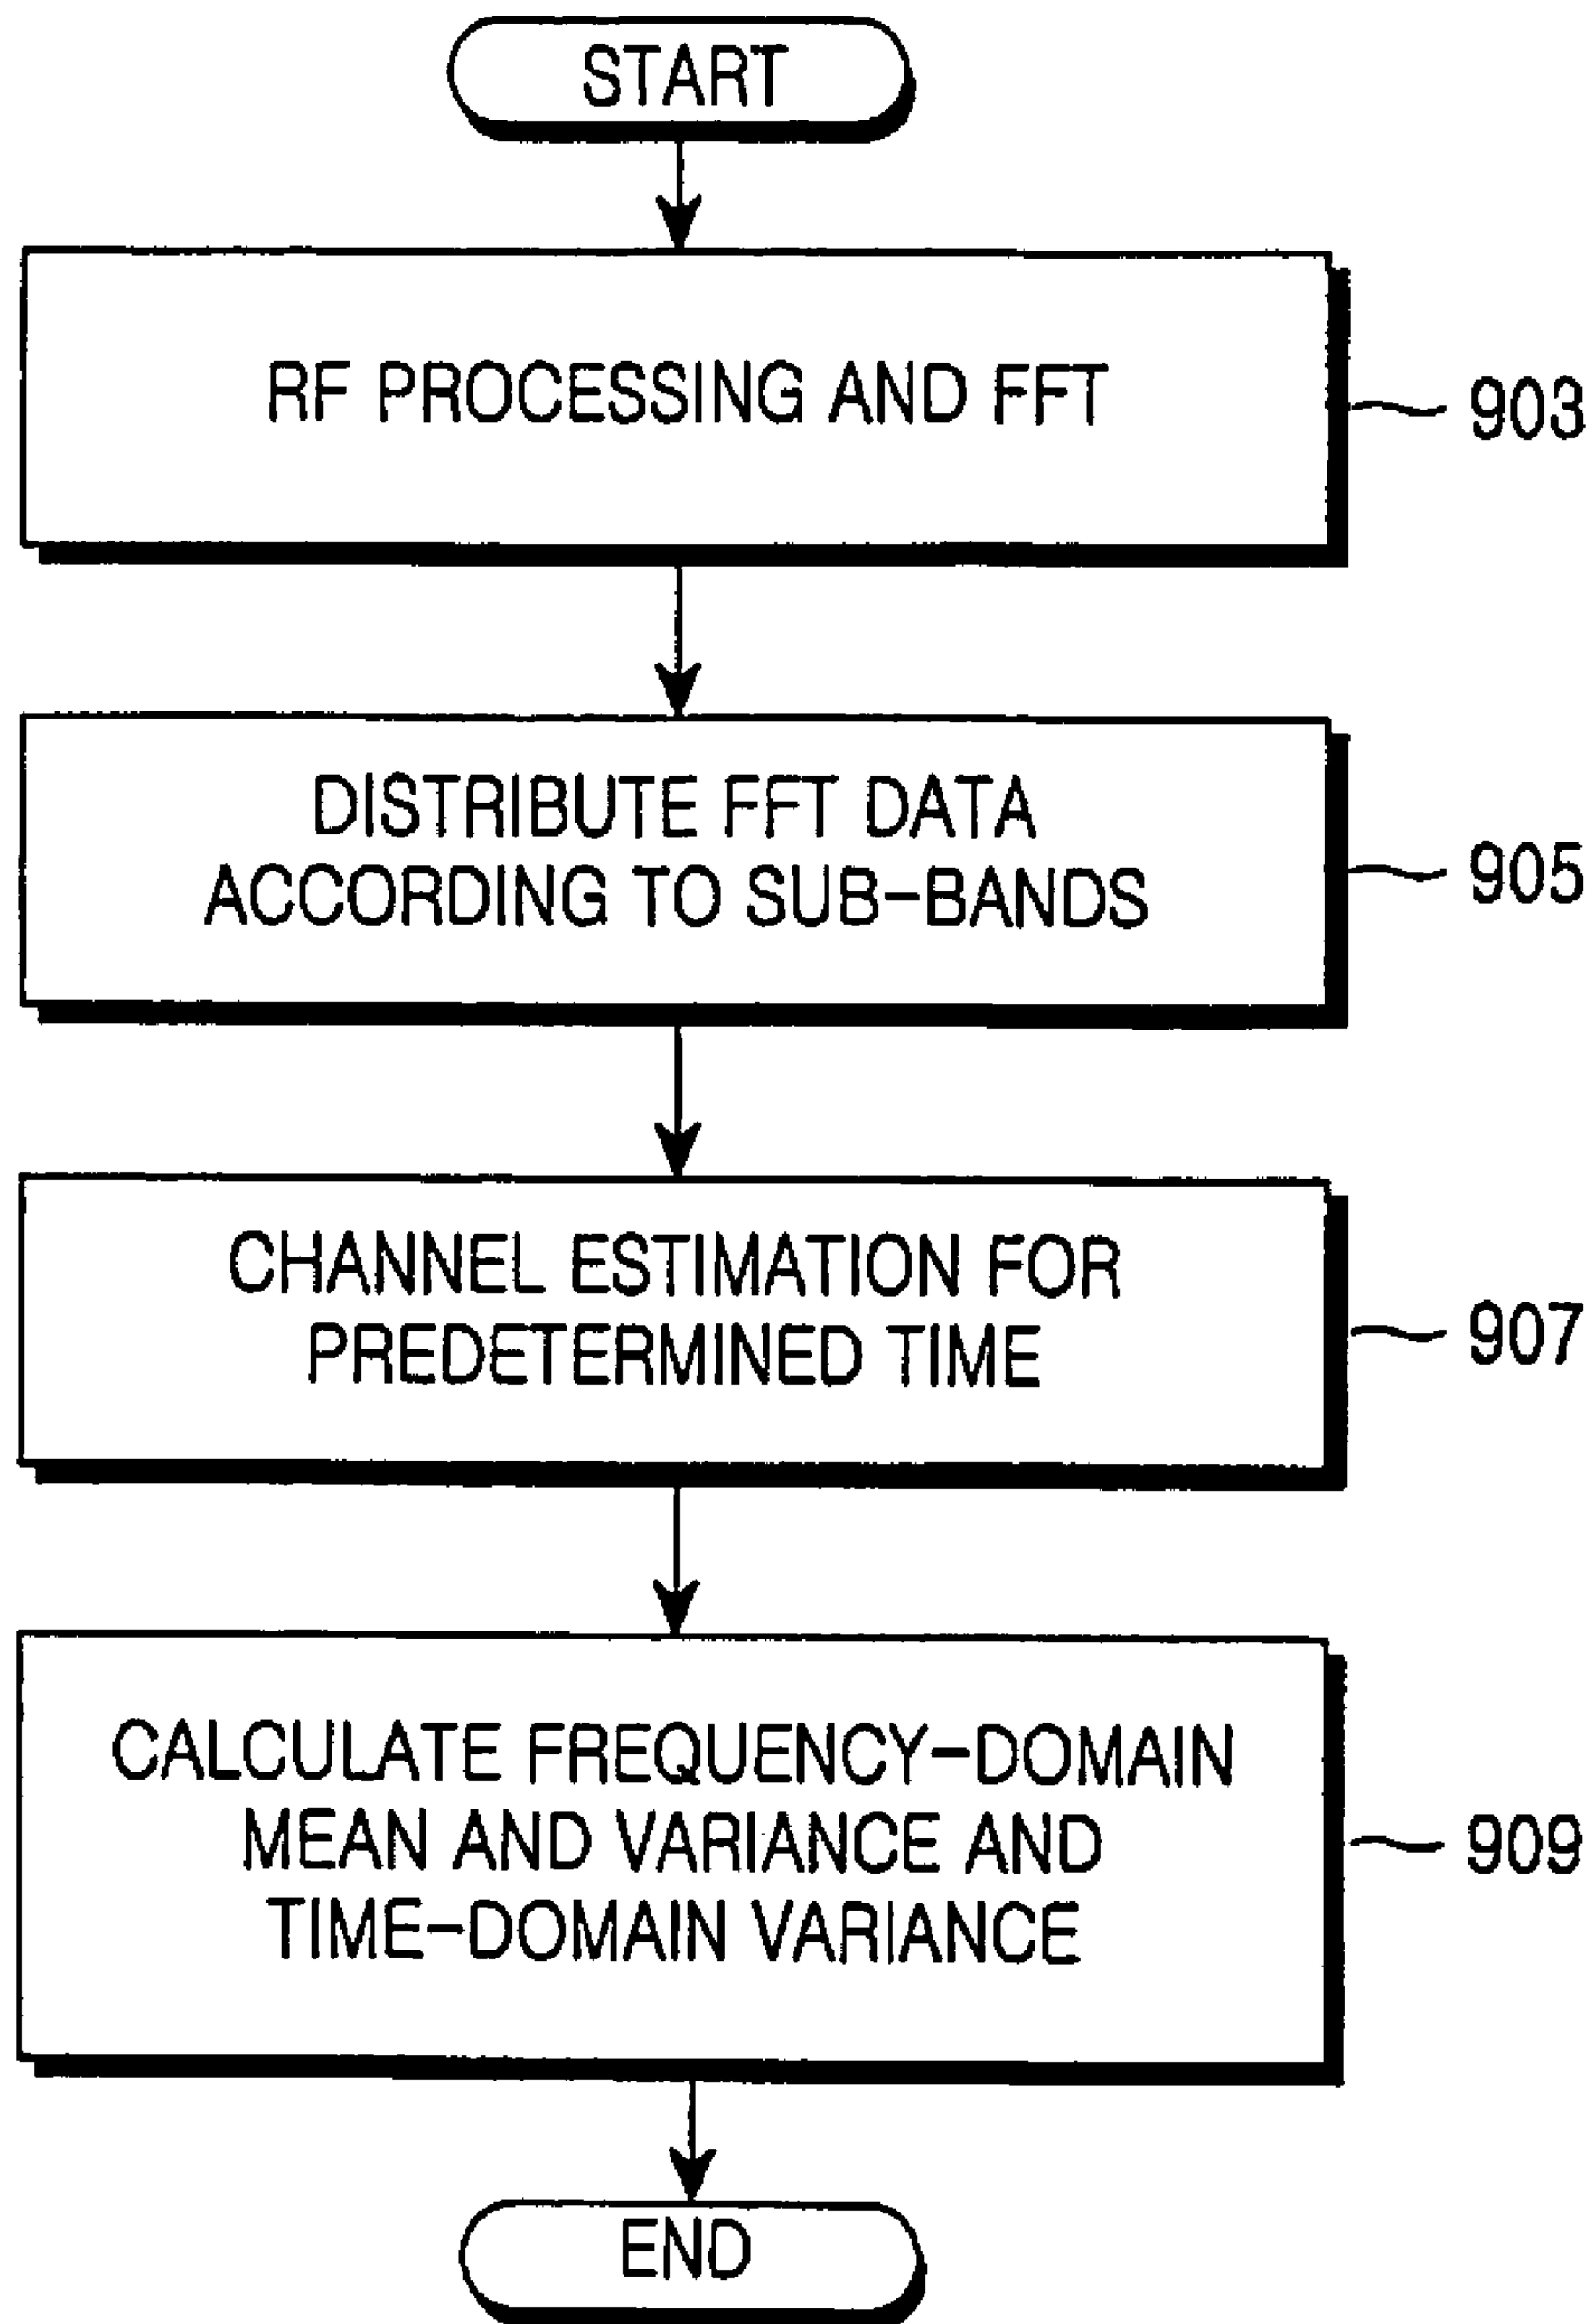 START
RF PROCESSING AND FFT
903
DISTRIBUTE FFT DATA
ACCORDING TO SUB-BANDS
905
CHANNEL ESTIMATION FOR
PREDETERMINED TIME
907
CALCULATE FREQUENCY-DOMAIN
MEAN AND VARIANCE AND
TIME-DOMAIN VARIANCE
909
END